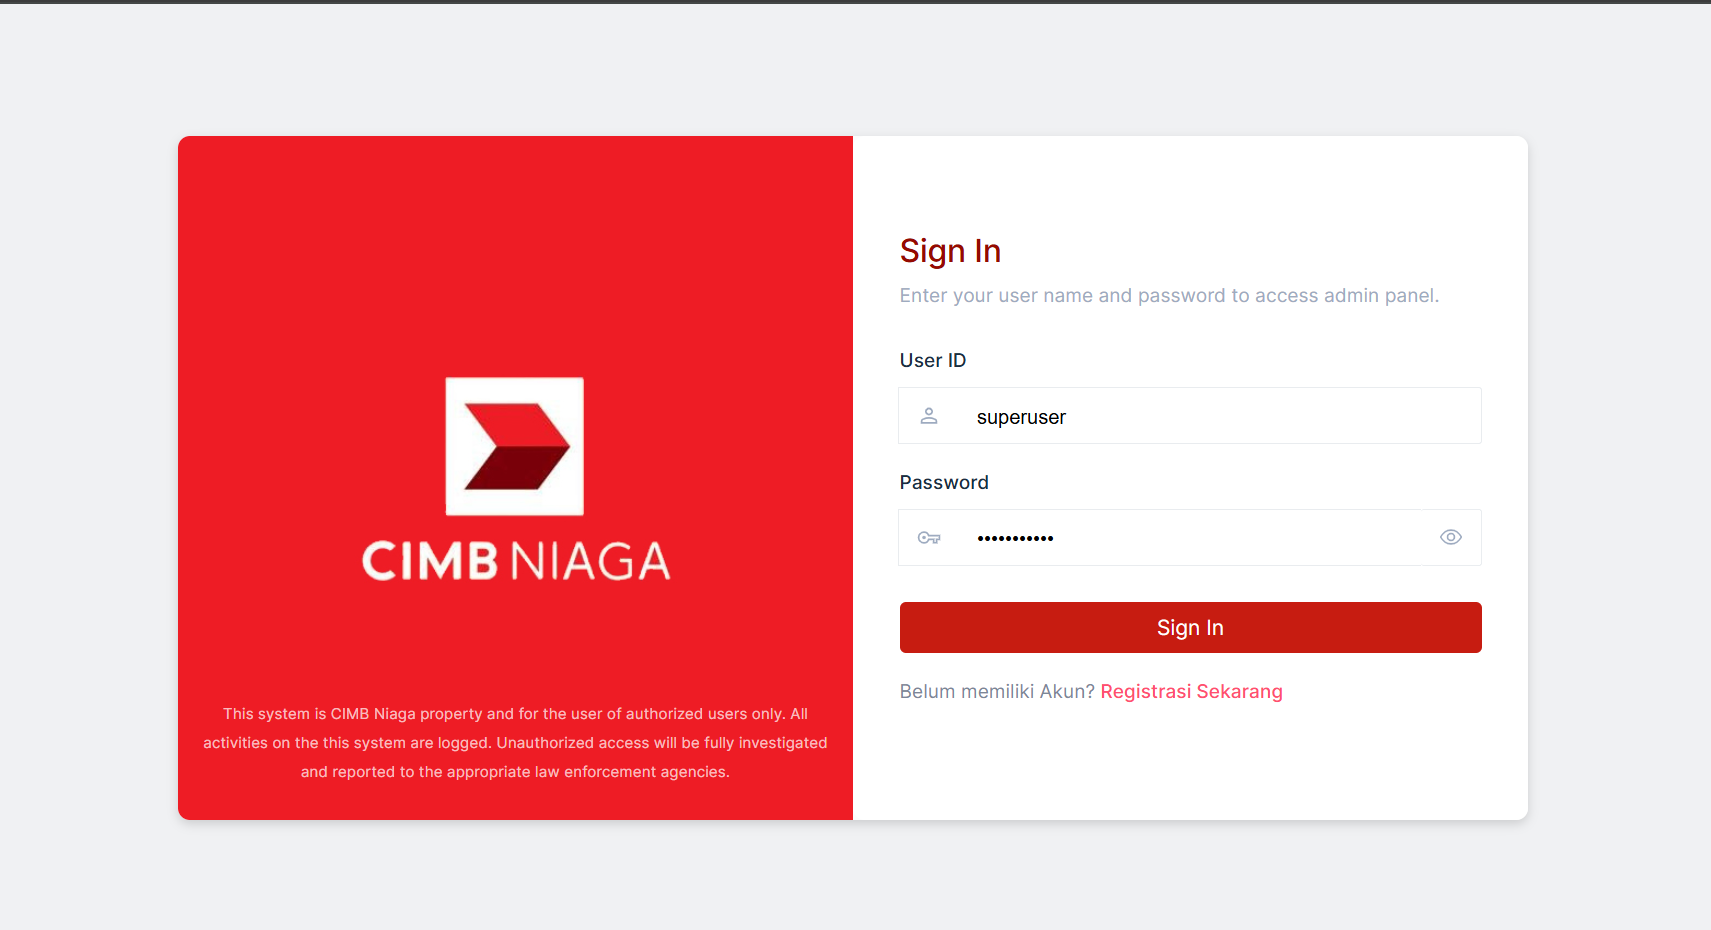 CIMB NIAGA
This system is CIMB Niaga property and for the user of authorized users only. All
activities on the this system are logged. Unauthorized access will be fully investigated
and reported to the appropriate law enforcement agencies.
Sign In
Enter your user name and password to access admin panel.
User ID
superuser
Password
•••••••••••
Sign In
Belum memiliki Akun? Registrasi Sekarang